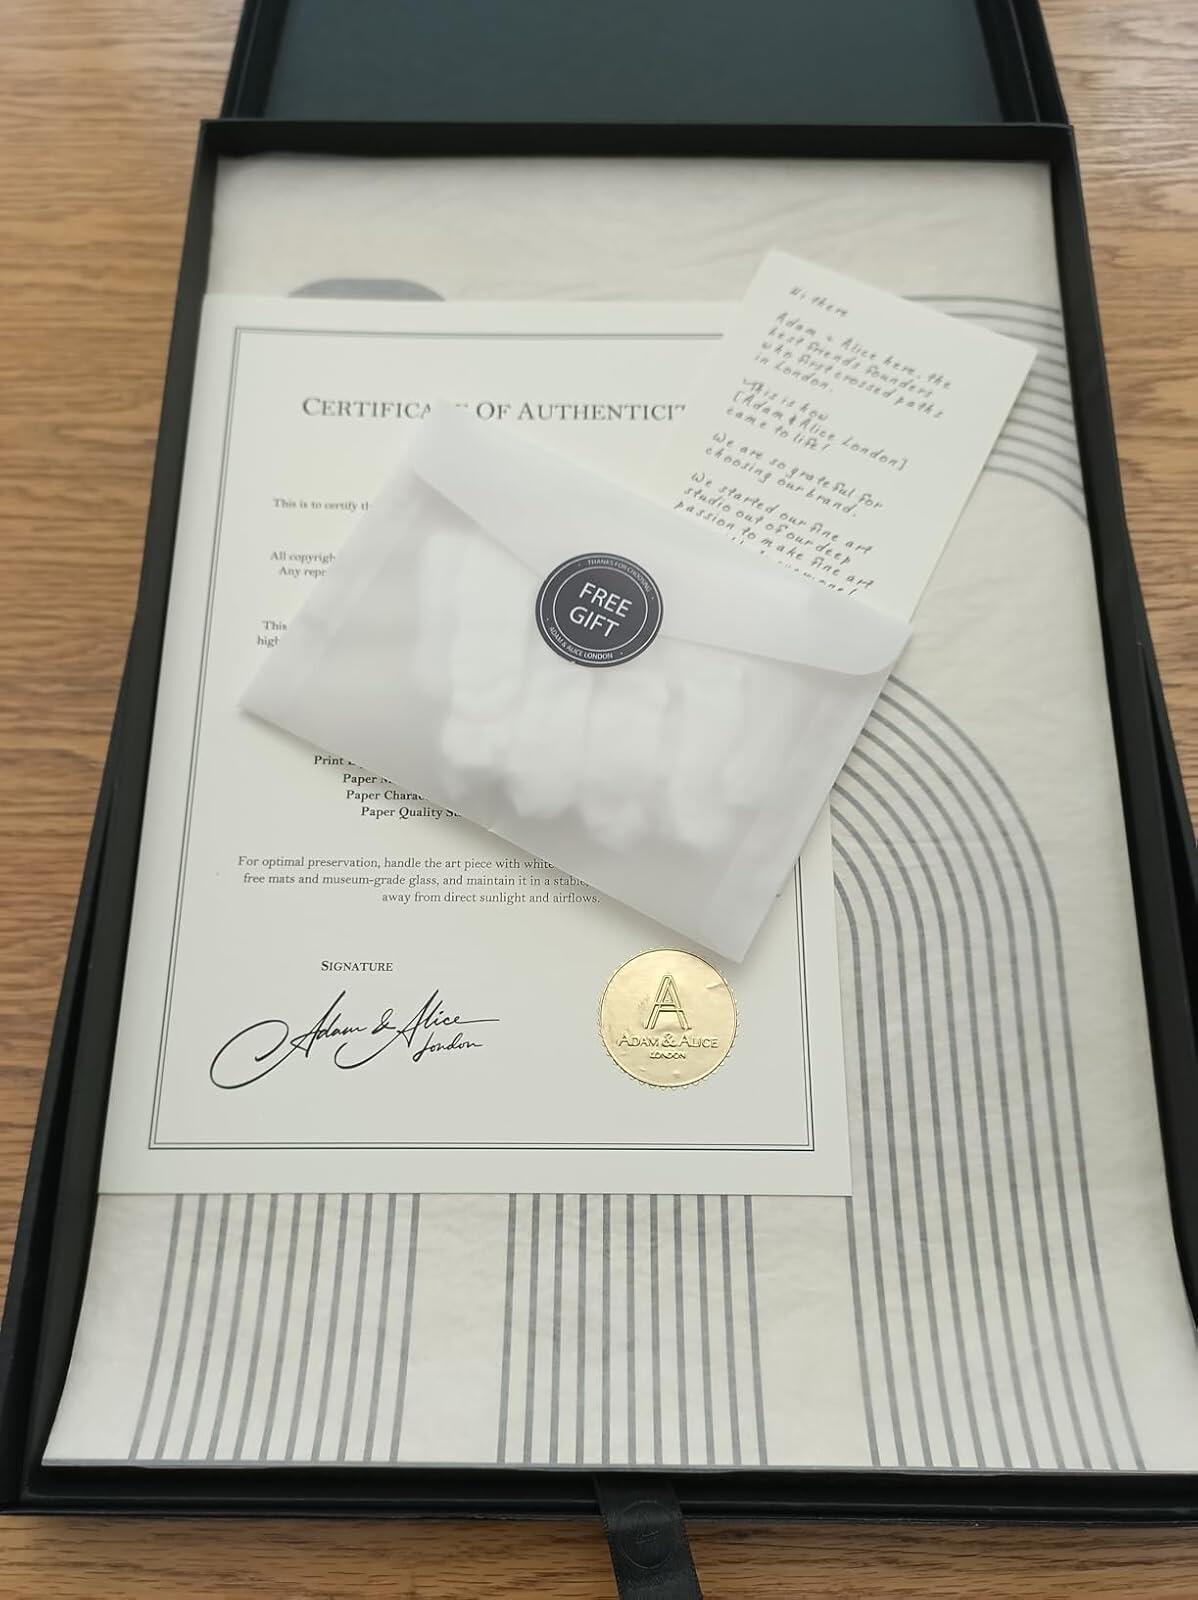 CERTIFICA OF AUTHENTICIT
This is to certify th
All copyrigh
Any repr
This
high
Print
Paper
Paper Chara
Paper Quality
For optimal preservation, handle the art piece with white
free mats and museum-grade glass, and maintain it in a stable,
away from direct sunlight and airflows.
SIGNATURE
Adam & Alice
London
A
ADAM & ALICE
LONDON
THANKS FOR CHOOSING
FREE
GIFT
ADAM & ALICE LONDON
Hi there
Adam & Alice here, the
best friends founders
who first crossed paths
in London.
This is how
[Adam & Alice London]
came to life!
We are so grateful for
choosing our brand.
We started our fine art
studio out of our deep
passion to make fine art